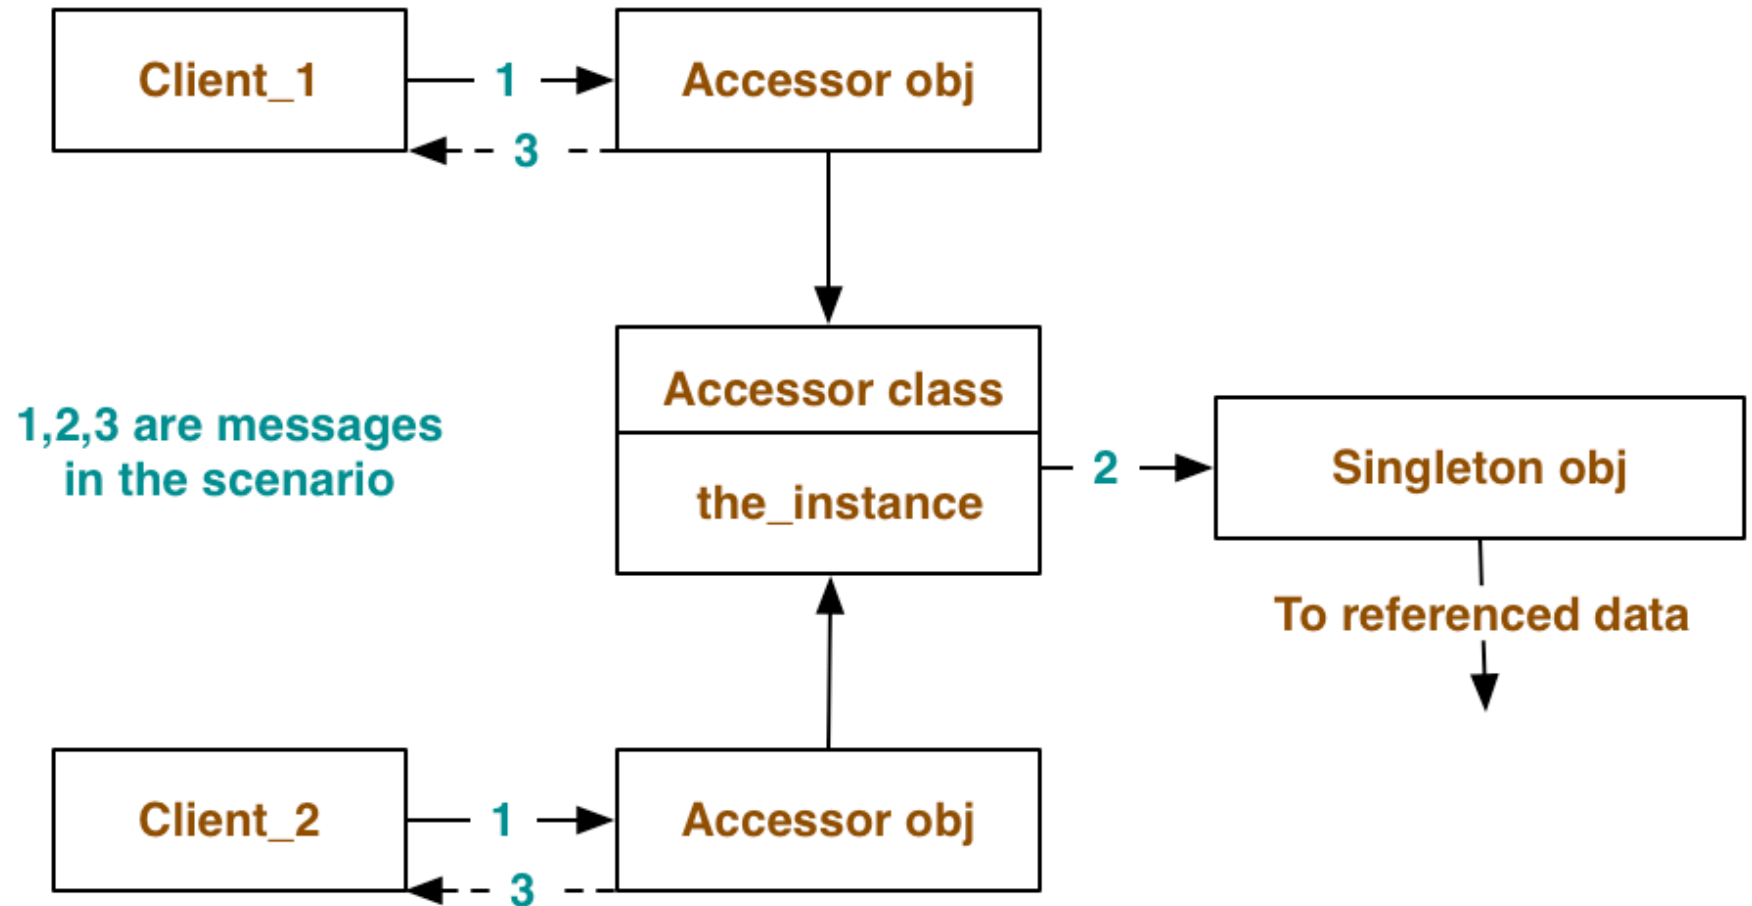 Client_1
1
Accessor obj
3
Accessor class
1,2,3 are messages
in the scenario
2
Singleton obj
the_instance
To referenced data
Client_2
1
Accessor obj
3